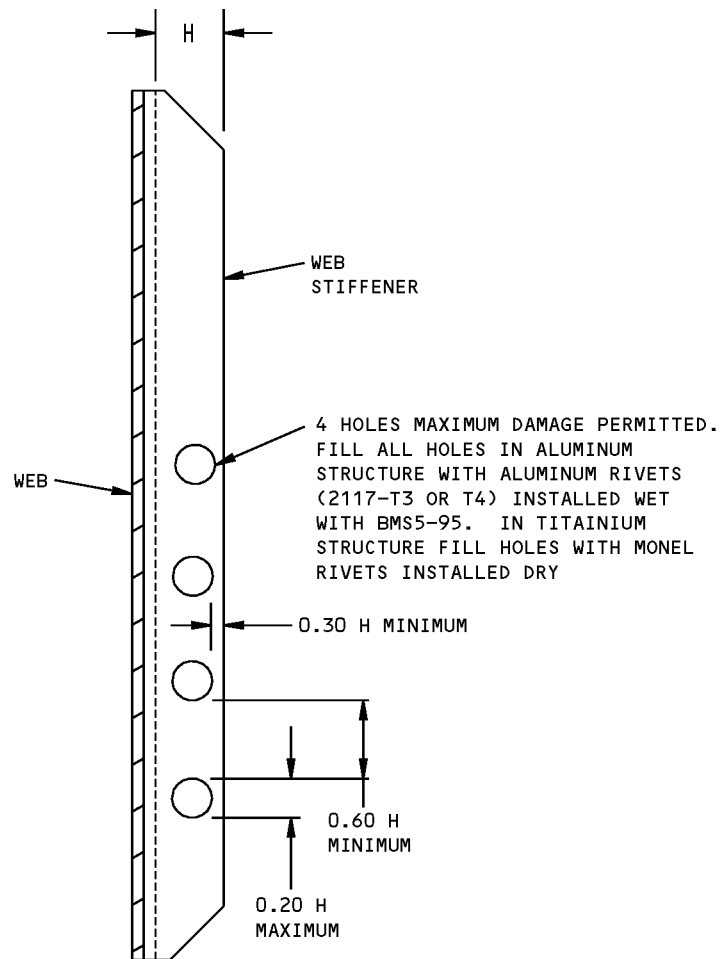 H
WEB
STIFFENER
4 HOLES MAXIMUM DAMAGE PERMITTED.
FILL ALL HOLES IN ALUMINUM
STRUCTURE WITH ALUMINUM RIVETS
(2117-T3 OR T4) INSTALLED WET
WITH BMS5-95. IN TITAINIUM
STRUCTURE FILL HOLES WITH MONEL
RIVETS INSTALLED DRY
WEB
0.30 H MINIMUM
0.60 H
MINIMUM
0.20 H
MAXIMUM